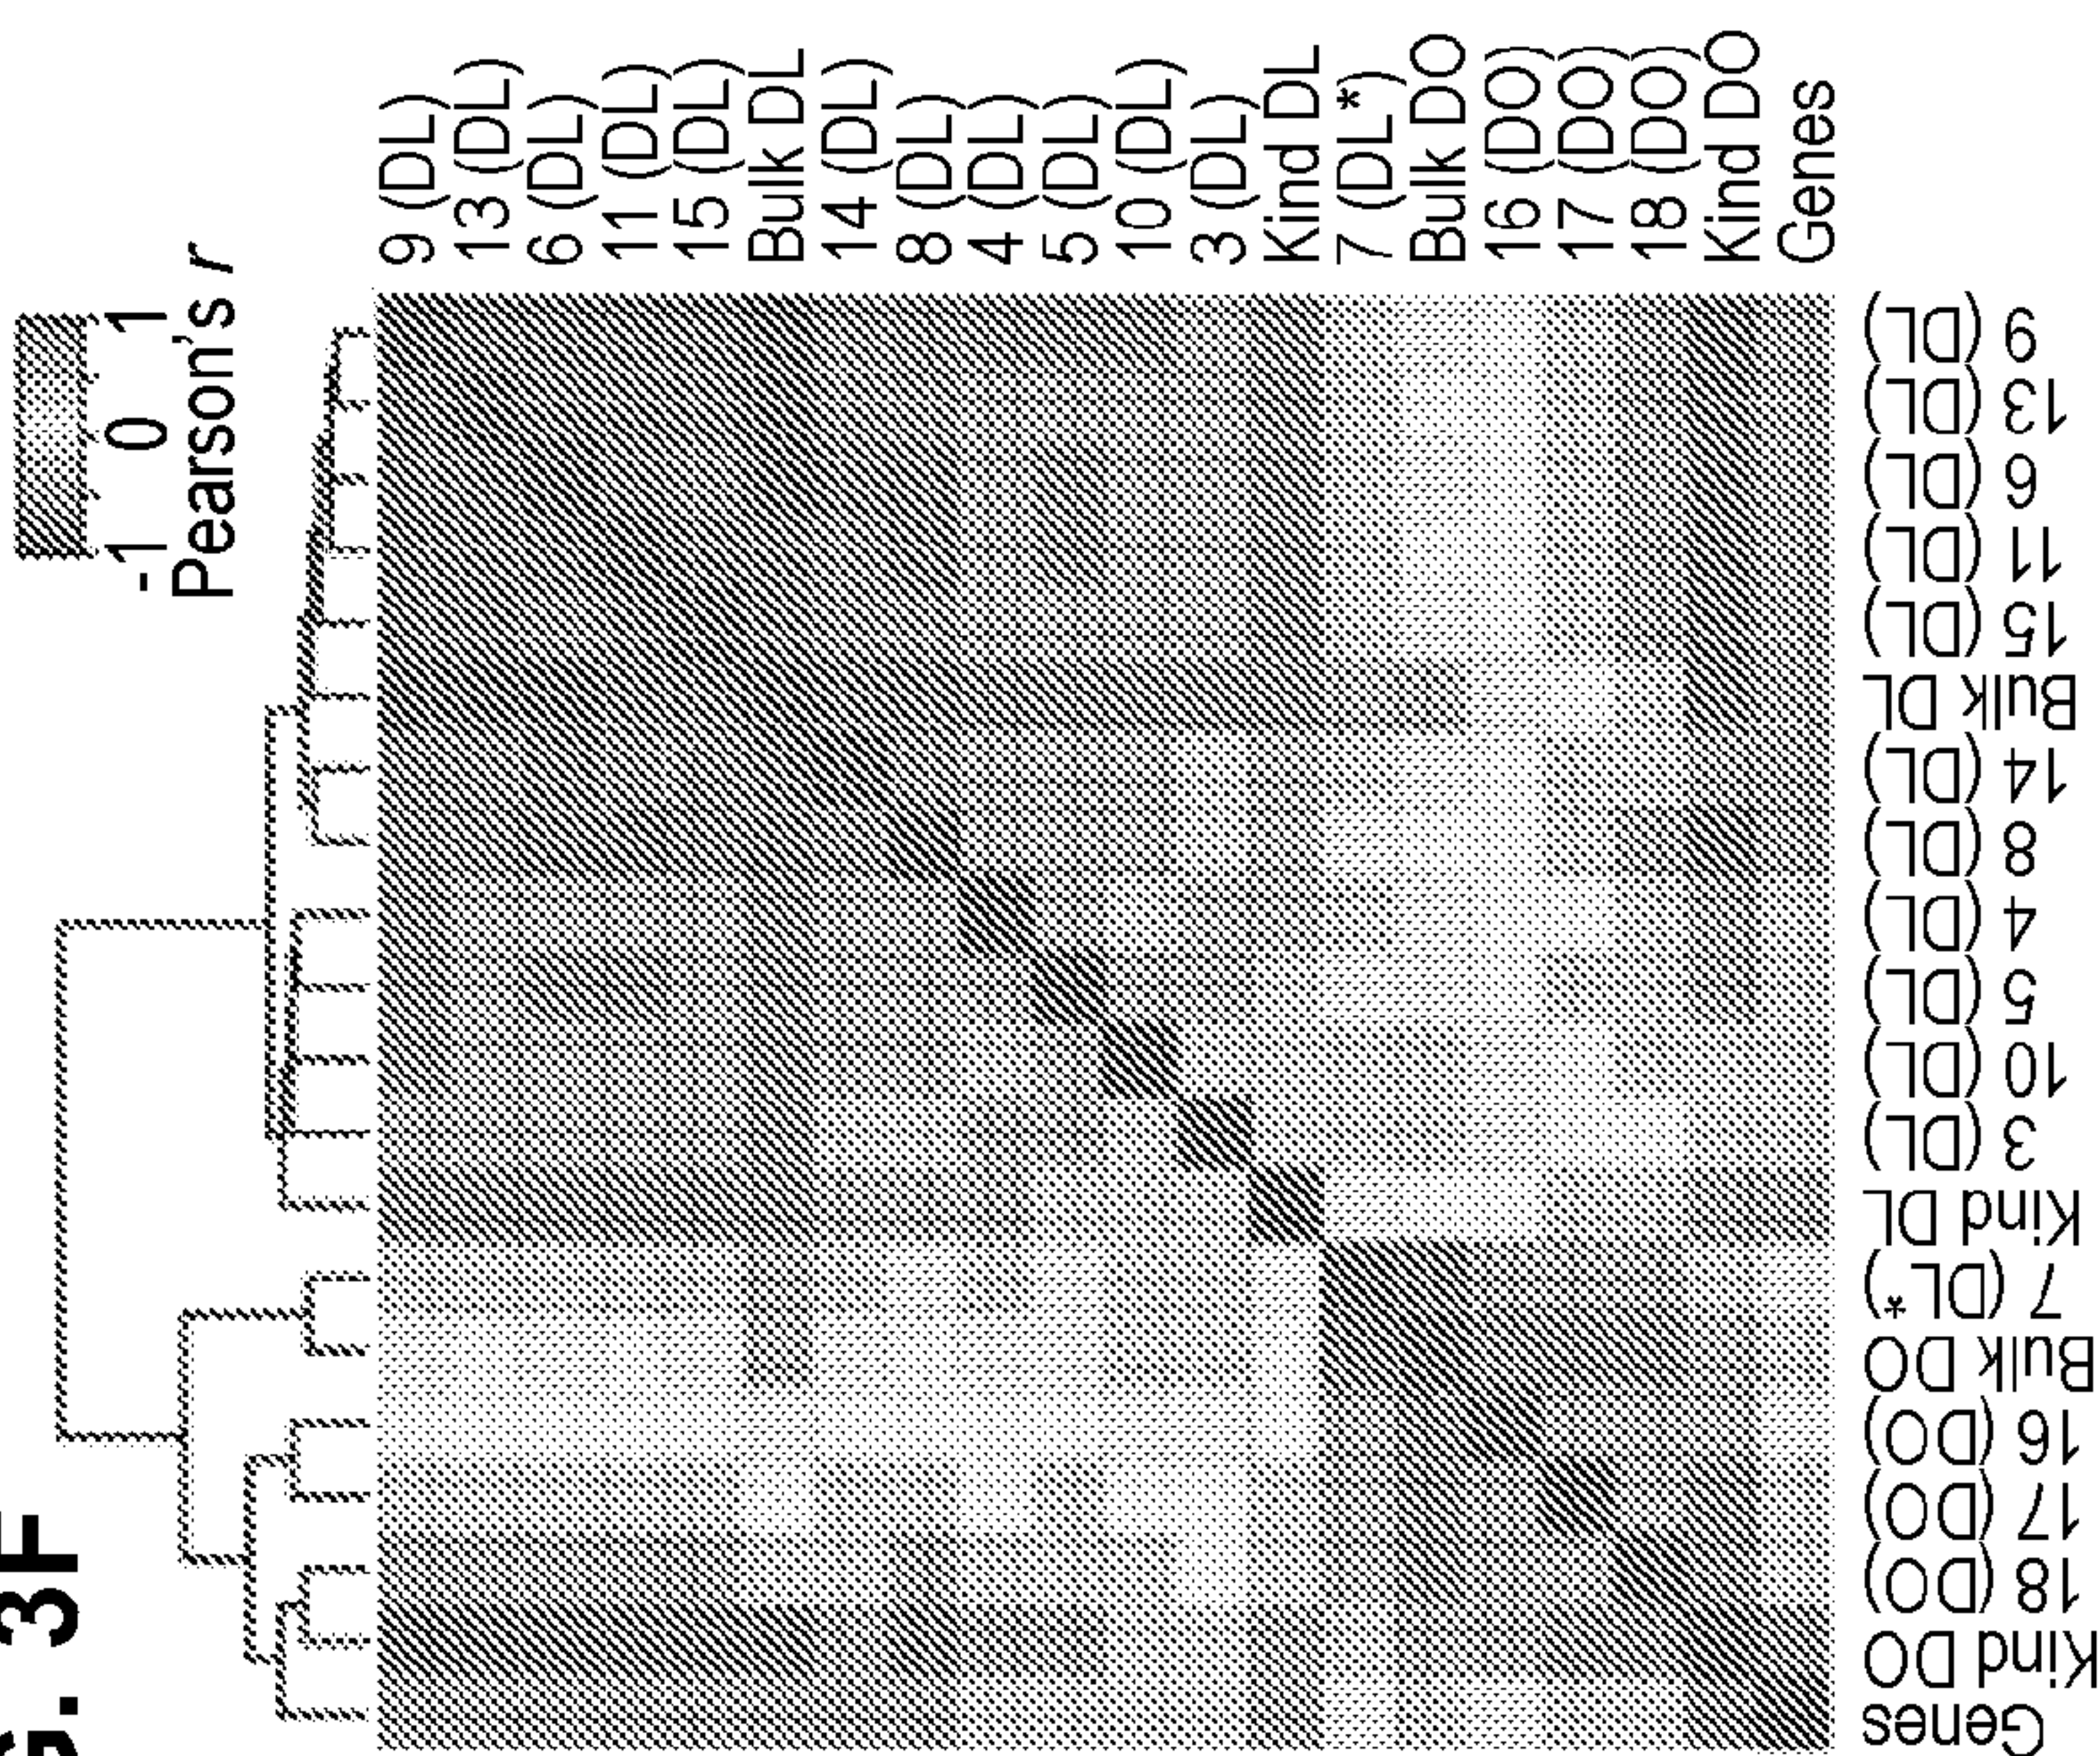 G. 3F
-1 0 1
Pearson's r
9 (DL)
13 (DL)
6 (DL)
11 (DL)
15 (DL)
Bulk DL
14 (DL)
8 (DL)
4 (DL)
5 (DL)
10 (DL)
3 (DL)
Kind DL
7 (DL*)
Bulk DO
16 (DO)
17 (DO)
18 (DO)
Kind DO
Genes
Genes
Kind DO
18 (DO)
17 (DO)
16 (DO)
Bulk DO
7 (DL*)
Kind DL
3 (DL)
10 (DL)
5 (DL)
4 (DL)
8 (DL)
14 (DL)
Bulk DL
15 (DL)
11 (DL)
6 (DL)
13 (DL)
9 (DL)